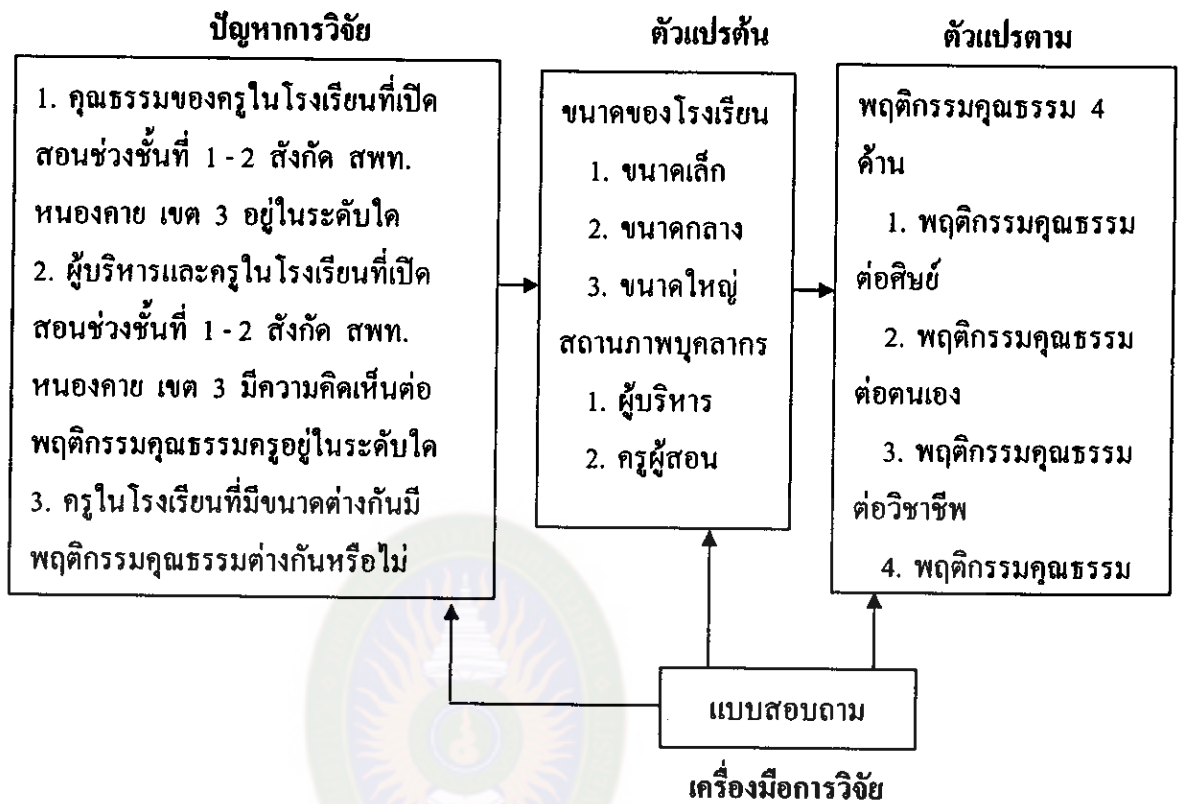 ปัญหาการวิจัย
1. คุณธรรมของครูในโรงเรียนที่เปิด
สอนช่วงชั้นที่ 1 - 2 สังกัด สพท.
หนองคาย เขต 3 อยู่ในระดับใด
2. ผู้บริหารและครูในโรงเรียนที่เปิด
สอนช่วงชั้นที่ 1 - 2 สังกัด สพท.
หนองคาย เขต 3 มีความคิดเห็นต่อ
พฤติกรรมคุณธรรมครูอยู่ในระดับใด
3. ครูในโรงเรียนที่มีขนาดต่างกันมี
พฤติกรรมคุณธรรมต่างกันหรือไม่
ตัวแปรต้น
ขนาดของโรงเรียน
1. ขนาดเล็ก
2. ขนาดกลาง
3. ขนาดใหญ่
สถานภาพบุคลากร
1. ผู้บริหาร
2. ครูผู้สอน
ตัวแปรตาม
พฤติกรรมคุณธรรม 4
ด้าน
1. พฤติกรรมคุณธรรม
ต่อศิษย์
2. พฤติกรรมคุณธรรม
ต่อตนเอง
3. พฤติกรรมคุณธรรม
ต่อวิชาชีพ
4. พฤติกรรมคุณธรรม
แบบสอบถาม
เครื่องมือการวิจัย